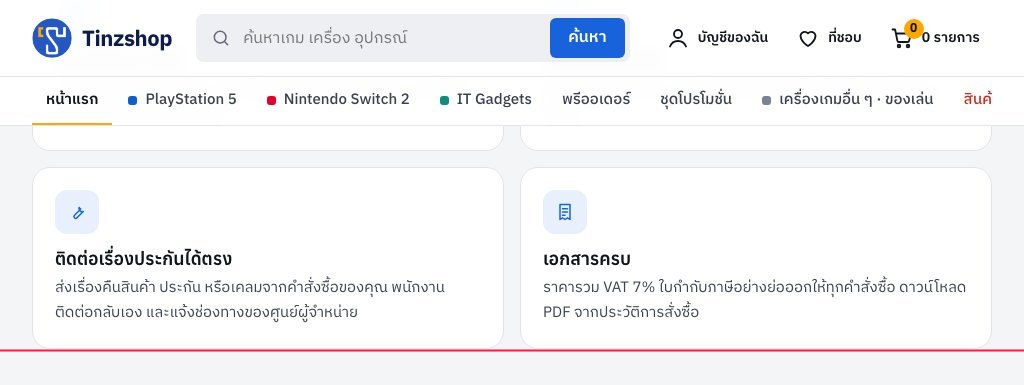 Tinzshop
ค้นหาเกม เครื่อง อุปกรณ์
ค้นหา
บัญชีของฉัน
ที่ชอบ
0
0 รายการ
หน้าแรก
PlayStation 5
Nintendo Switch 2
IT Gadgets
พรีออเดอร์
ชุดโปรโมชั่น
เครื่องเกมอื่น ๆ · ของเล่น
สินค้
ติดต่อเรื่องประกันได้ตรง
ส่งเรื่องคืนสินค้า ประกัน หรือเคลมจากคำสั่งซื้อของคุณ พนักงาน
ติดต่อกลับเอง และแจ้งช่องทางของศูนย์ผู้จำหน่าย
เอกสารครบ
ราคารวม VAT 7% ใบกำกับภาษีอย่างย่อออกให้ทุกคำสั่งซื้อ ดาวน์โหลด
PDF จากประวัติการสั่งซื้อ